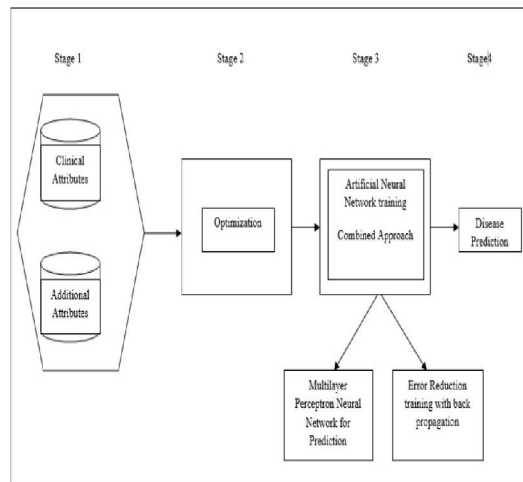 Stage 1
Stage 2
Stage 3
Stage4
Clinical
Attributes
Additional
Attributes
Optimization
Artificial Neural
Network training
Combined Approach
Disease
Prediction
Multilayer
Perceptron Neural
Network for
Prediction
Error Reduction
training with back
propagation